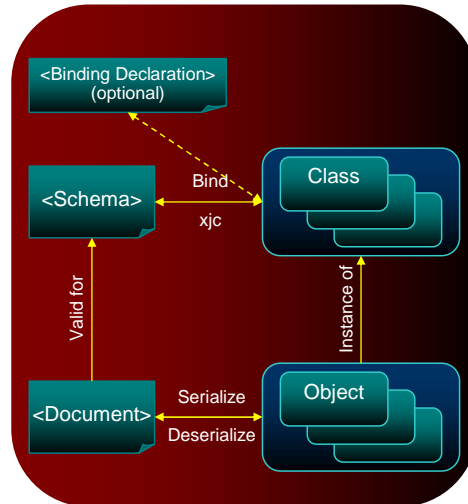 <Binding Declaration>
(optional)
Bind
Class
<Schema>
xjc
Valid for
Instance of
Serialize
Object
<Document>
Deserialize